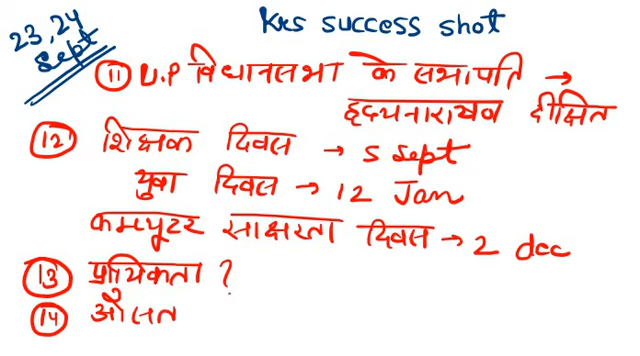 23,24 Sept
Krs success shot
(11) U.P विधानसभा के सभापति →
हृदयनारायण दीक्षित
(12) शिक्षक दिवस → 5 Sept
युवा दिवस → 12 Jan
कम्प्यूटर साक्षरता दिवस → 2 dec
(13) प्रायिकता ?
(14) औसत